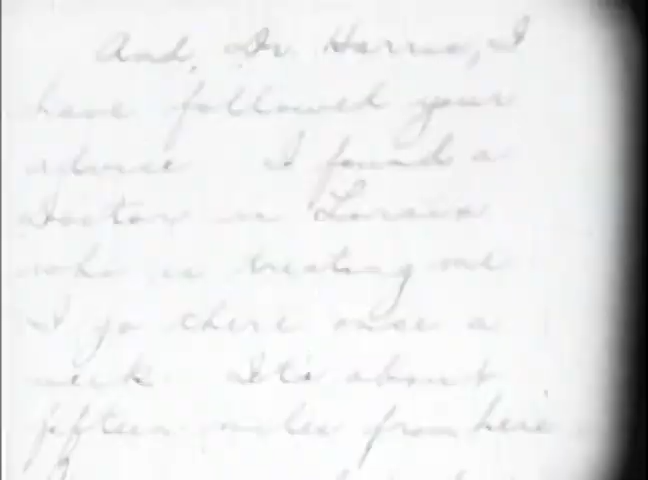 And, Dr Harris, I
have followed your
advice I found a
Doctor in Lorain
who is treating me
I go there once a
week. It's about
fifteen miles from here